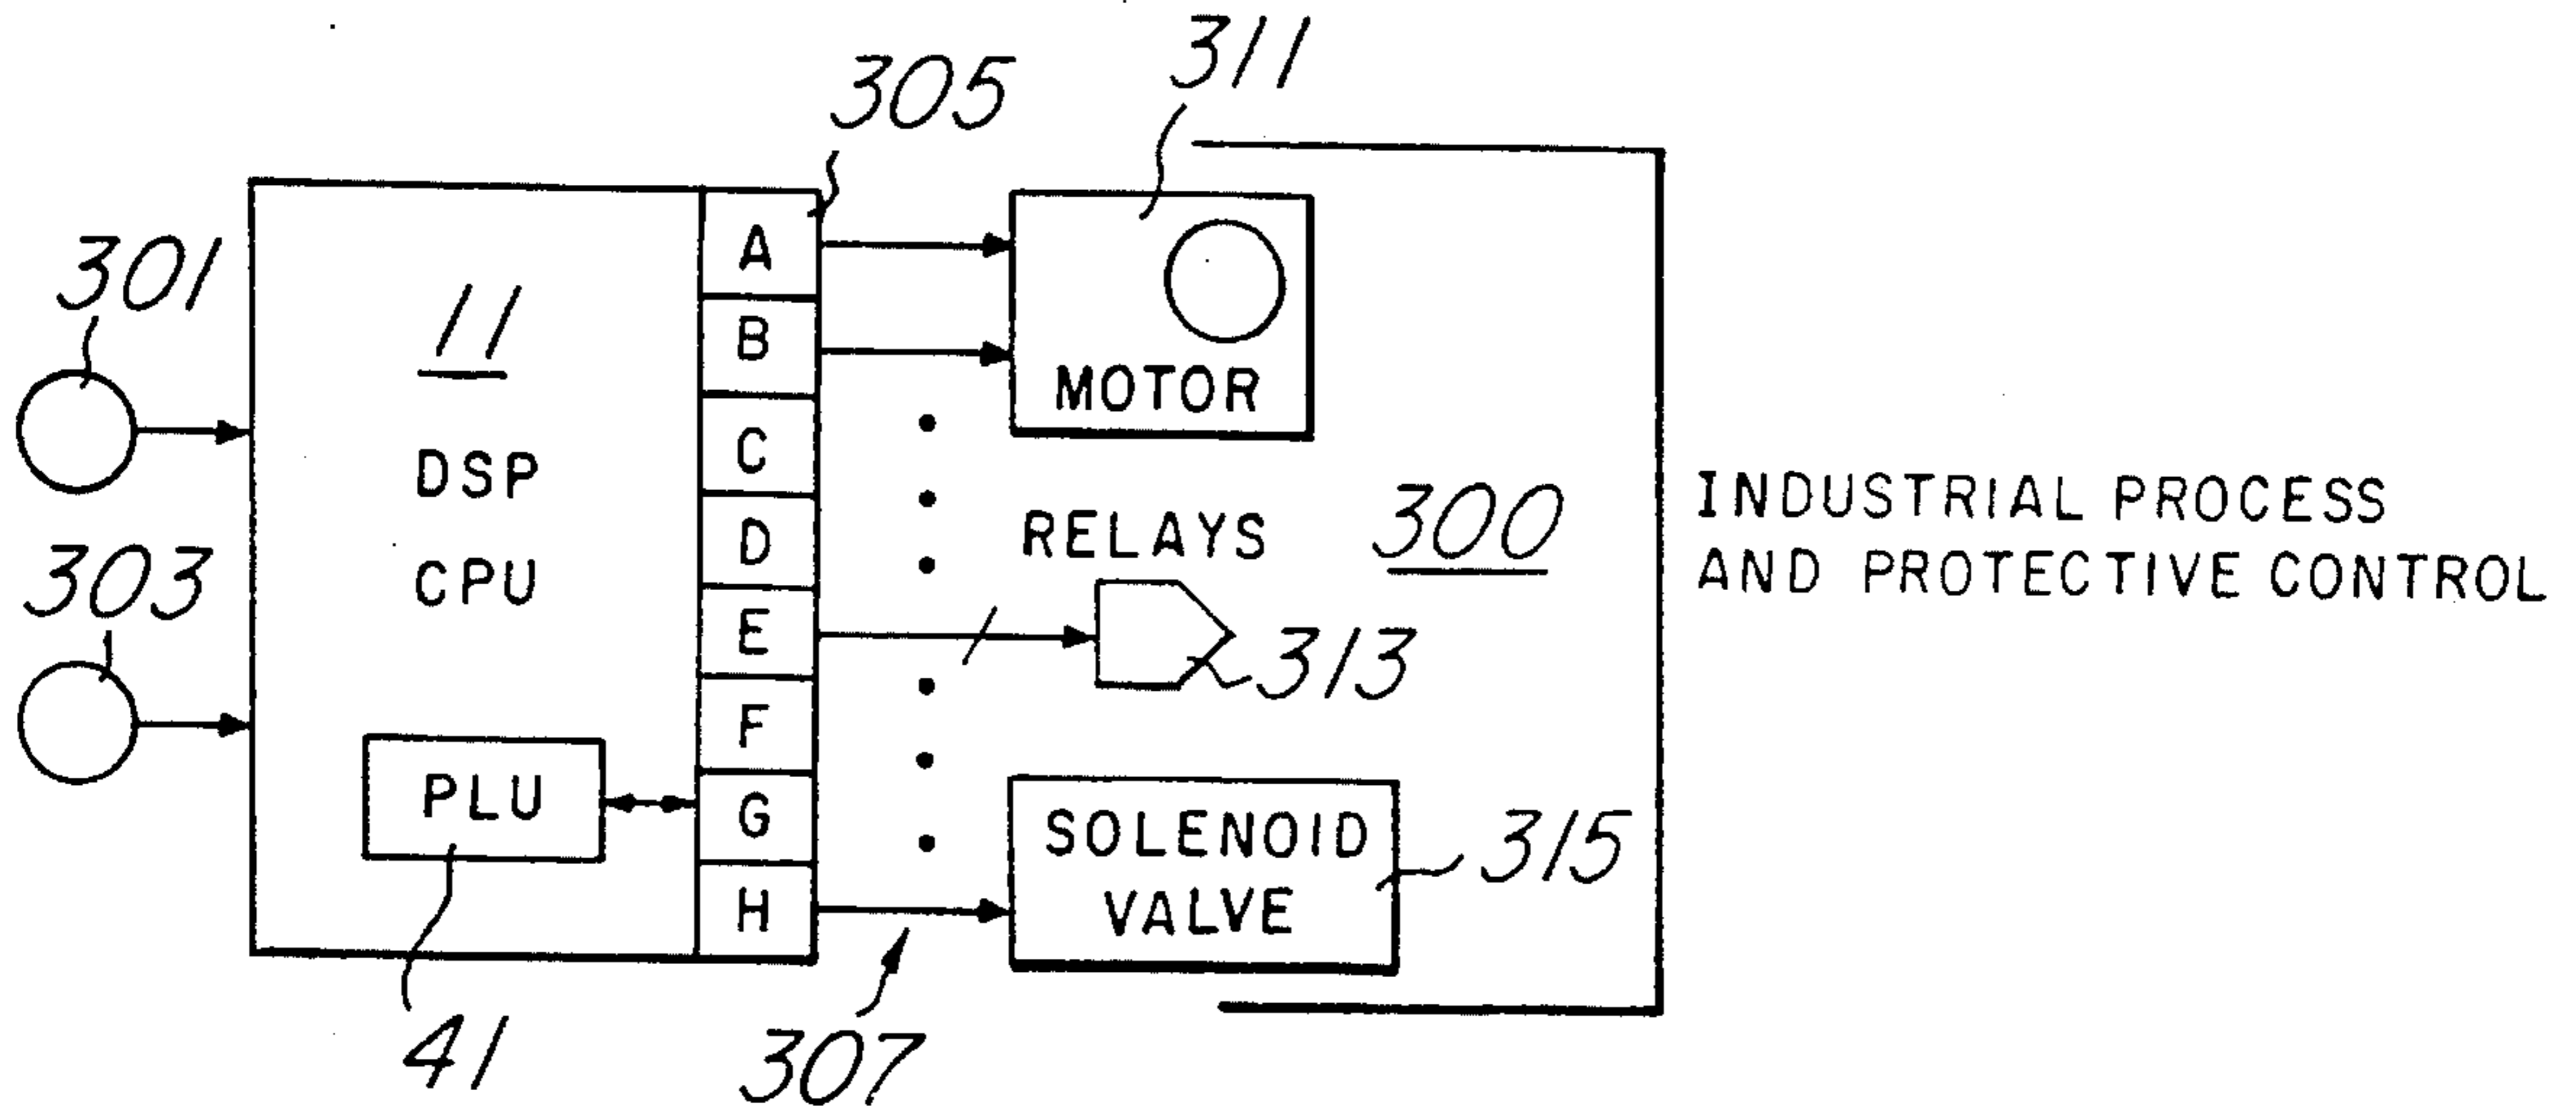 311
305
301
11
DSP
CPU
303
PLU
41
A
B
C
D
E
F
G
H
307
MOTOR
RELAYS
300
313
SOLENOID
VALVE
315
INDUSTRIAL PROCESS
AND PROTECTIVE CONTROL